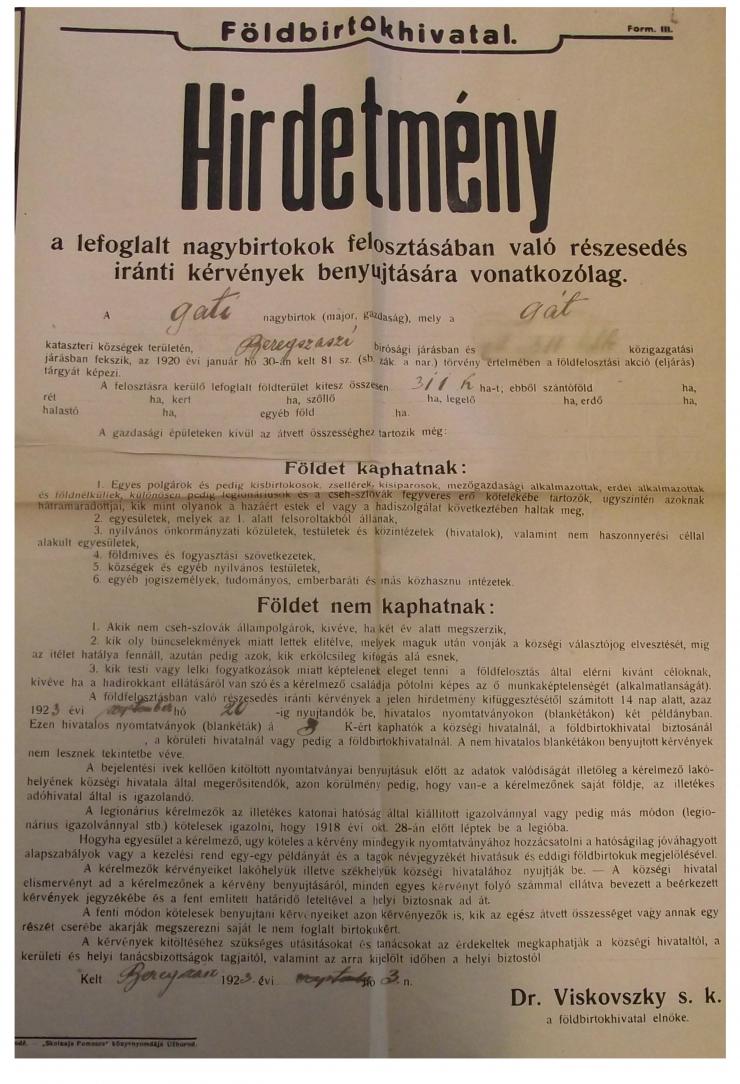 Földbirtokhivatal.
Form. III.
Hirdetmény
a lefoglalt nagybirtokok felosztásában való részesedés
iránti kérvények benyujtására vonatkozólag.
A gati nagybirtok (major, gazdaság), mely a gát
kataszteri községek területén, Beregszaszi birósági járásban és közigazgatási
járásban fekszik, az 1920 évi január hó 30-án kelt 81 sz. (sb. zák. a nar.) törvény értelmében a földfelosztási akció (eljárás)
tárgyát képezi.
A felosztásra kerülő lefoglalt földterület kitesz összesen 311 h ha-t; ebből szántóföld ha,
rét ha, kert ha, szőllő ha, legelő ha, erdő ha,
halastó ha, egyéb föld ha.
A gazdasági épületeken kívül az átvett összességhez tartozik még:
Földet kaphatnak:
1. Egyes polgárok és pedig kisbirtokosok, zsellérek, kisiparosok, mezőgazdasági alkalmazottak, erdei alkalmazottak
és földnélküliek, különösen pedig legionáriusok és a cseh-szlovák fegyveres erő kötelékébe tartozók, ugyszintén azoknak
hátramaradottjai, kik mint olyanok a hazáért estek el vagy a hadiszolgálat következtében haltak meg,
2. egyesületek, melyek az 1. alatt felsoroltakból állanak,
3. nyilvános önkormányzati közületek, testületek és közintézetek (hivatalok), valamint nem haszonnyerési céllal
alakult egyesületek,
4. földmives és fogyasztási szövetkezetek,
5. községek és egyéb nyilvános testületek,
6. egyéb jogiszemélyek, tudományos, emberbaráti és más közhasznu intézetek.
Földet nem kaphatnak:
1. Akik nem cseh-szlovák állampolgárok, kivéve, ha két év alatt megszerzik,
2. kik oly büncselekmények miatt lettek elitélve, melyek maguk után vonják a községi választójog elvesztését, mig
az itélet hatálya fennáll, azután pedig azok, kik erkölcsileg kifogás alá esnek,
3. kik testi vagy lelki fogyatkozások miatt képtelenek eleget tenni a földfelosztás által elérni kivánt céloknak,
kivéve ha a hadirokkant ellátásáról van szó és a kérelmező családja pótolni képes az ő munkaképtelenségét (alkalmatlanságát).
A földfelosztásban való részesedés iránti kérvények a jelen hirdetmény kifüggesztésétől számitott 14 nap alatt, azaz
1923 évi hó -ig nyujtandók be, hivatalos nyomtatványokon (blankétákon) két példányban.
Ezen hivatalos nyomtatványok (blankéták) á 3 K-ért kaphatók a községi hivatalnál, a földbirtokhivatal biztosánál
, a körületi hivatalnál vagy pedig a földbirtokhivatalnál. A nem hivatalos blankétákon benyujtott kérvények
nem lesznek tekintetbe véve.
A bejelentési ivek kellően kitöltött nyomtatványai benyujtásuk előtt az adatok valódiságát illetőleg a kérelmező lakó-
helyének községi hivatala által megerősitendők, azon körülmény pedig, hogy van-e a kérelmezőnek saját földje, az illetékes
adóhivatal által is igazolandó.
A legionárius kérelmezők az illetékes katonai hatóság által kiállitott igazolvánnyal vagy pedig más módon (legio-
nárius igazolvánnyal stb.) kötelesek igazolni, hogy 1918 évi okt. 28-án előtt léptek be a legióba.
Hogyha egyesület a kérelmező, ugy köteles a kérvény mindegyik nyomtatványához hozzácsatolni a hatóságilag jóváhagyott
alapszabályok vagy a kezelési rend egy-egy példányát és a tagok névjegyzékét hivatásuk és eddigi földbirtokuk megjelölésével.
A kérelmezők kérvényeiket lakóhelyük illetve székhelyük községi hivatalához nyujtják be. — A községi hivatal
elismervényt ad a kérelmezőnek a kérvény benyujtásáról, minden egyes kérvényt folyó számmal ellátva bevezett a beérkezett
kérvények jegyzékébe és a fent emlitett határidő leteltével a helyi biztosnak ad át.
A fenti módon kötelesek benyujtani kérvényeiket azon kérvényezők is, kik az egész átvett összességet vagy annak egy
részét cserébe akarják megszerezni saját le nem foglalt birtokukért.
A kérvények kitöltéséhez szükséges utásitásokat és tanácsokat az érdekeltek megkaphatják a községi hivataltól, a
kerületi és helyi tanácsbizottságok tagjaitól, valamint az arra kijelölt időben a helyi biztostól
Kelt 1923. évi hó 3. n.
Dr. Viskovszky s. k.
a földbirtokhivatal elnöke.
„Skolnaja Pomosce" könyvnyomdája Užhorod.